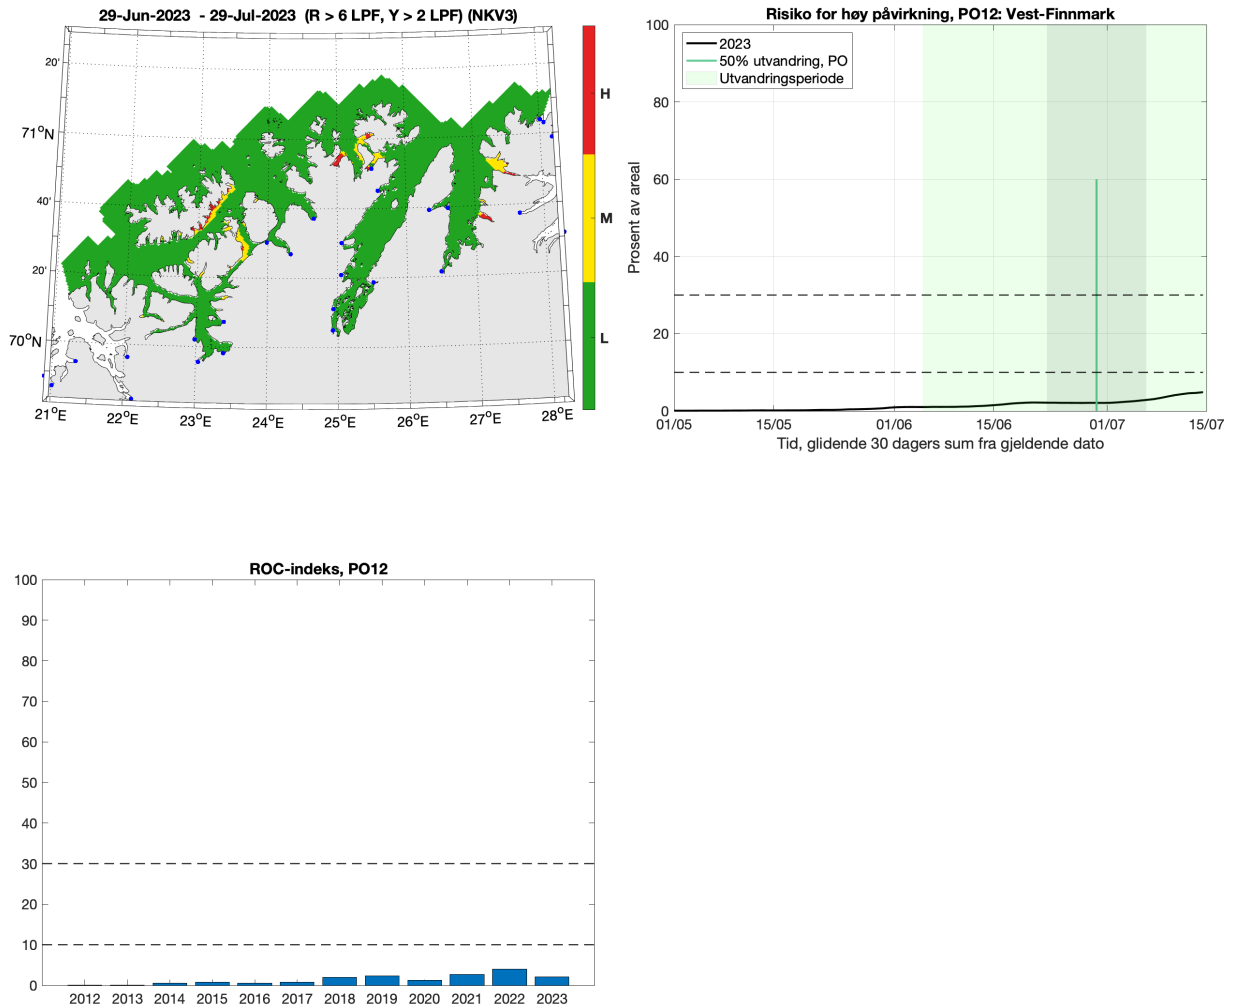 29-Jun-2023 - 29-Jul-2023 (R > 6 LPF, Y > 2 LPF) (NKV3)
20'
71°N
40'
20'
70°N
21°E 22°E 23°E 24°E 25°E 26°E 27°E 28°E
H
M
L
Risiko for høy påvirkning, PO12: Vest-Finnmark
2023
50% utvandring, PO
Utvandringsperiode
Prosent av areal
100
80
60
40
20
0
01/05 15/05 01/06 15/06 01/07 15/07
Tid, glidende 30 dagers sum fra gjeldende dato
ROC-indeks, PO12
100
90
80
70
60
50
40
30
20
10
0
2012 2013 2014 2015 2016 2017 2018 2019 2020 2021 2022 2023